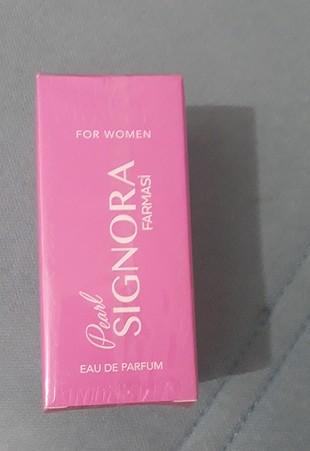 FOR WOMEN
Pearl
SIGNORA
FARMASİ
EAU DE PARFUM